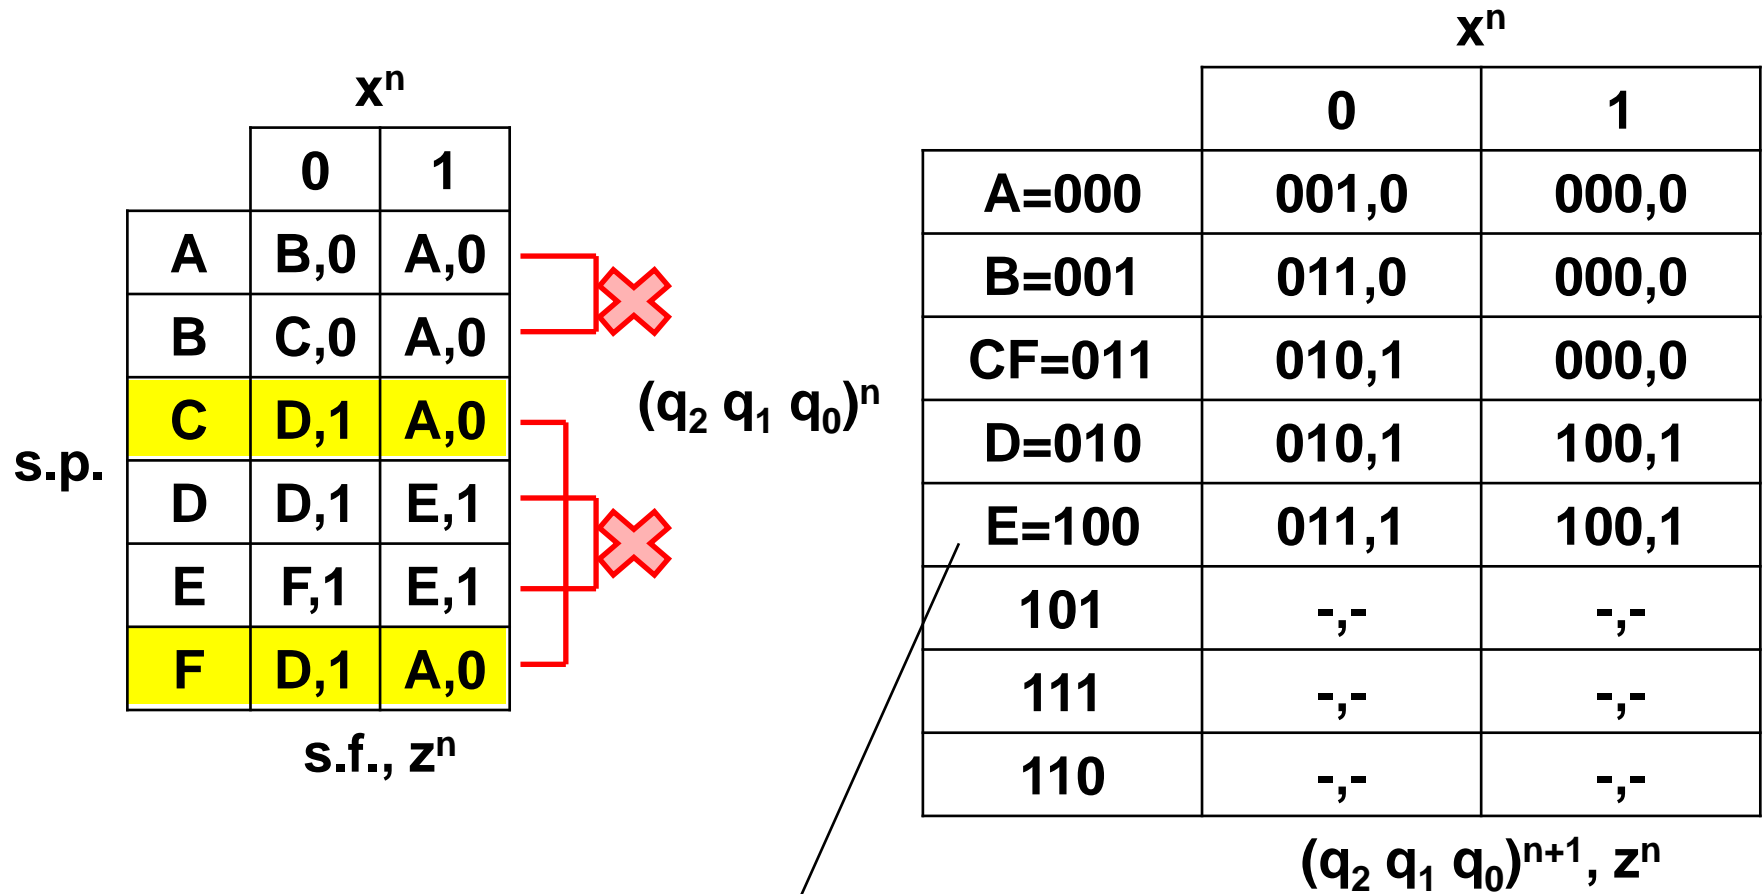 xⁿ
0 1
A B,0 A,0
B C,0 A,0
C D,1 A,0
D D,1 E,1
E F,1 E,1
F D,1 A,0
s.p.
s.f., zⁿ
xⁿ
0 1
A=000 001,0 000,0
B=001 011,0 000,0
CF=011 010,1 000,0
D=010 010,1 100,1
E=100 011,1 100,1
101 -,- -,-
111 -,- -,-
110 -,- -,-
(q₂ q₁ q₀)ⁿ
(q₂ q₁ q₀)ⁿ⁺¹, zⁿ